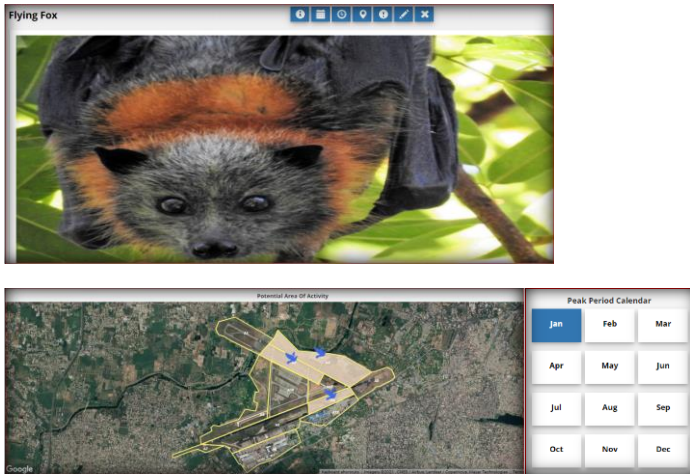 Flying Fox
Potential Area Of Activity
Google
Peak Period Calendar
Jan Feb Mar
Apr May Jun
Jul Aug Sep
Oct Nov Dec